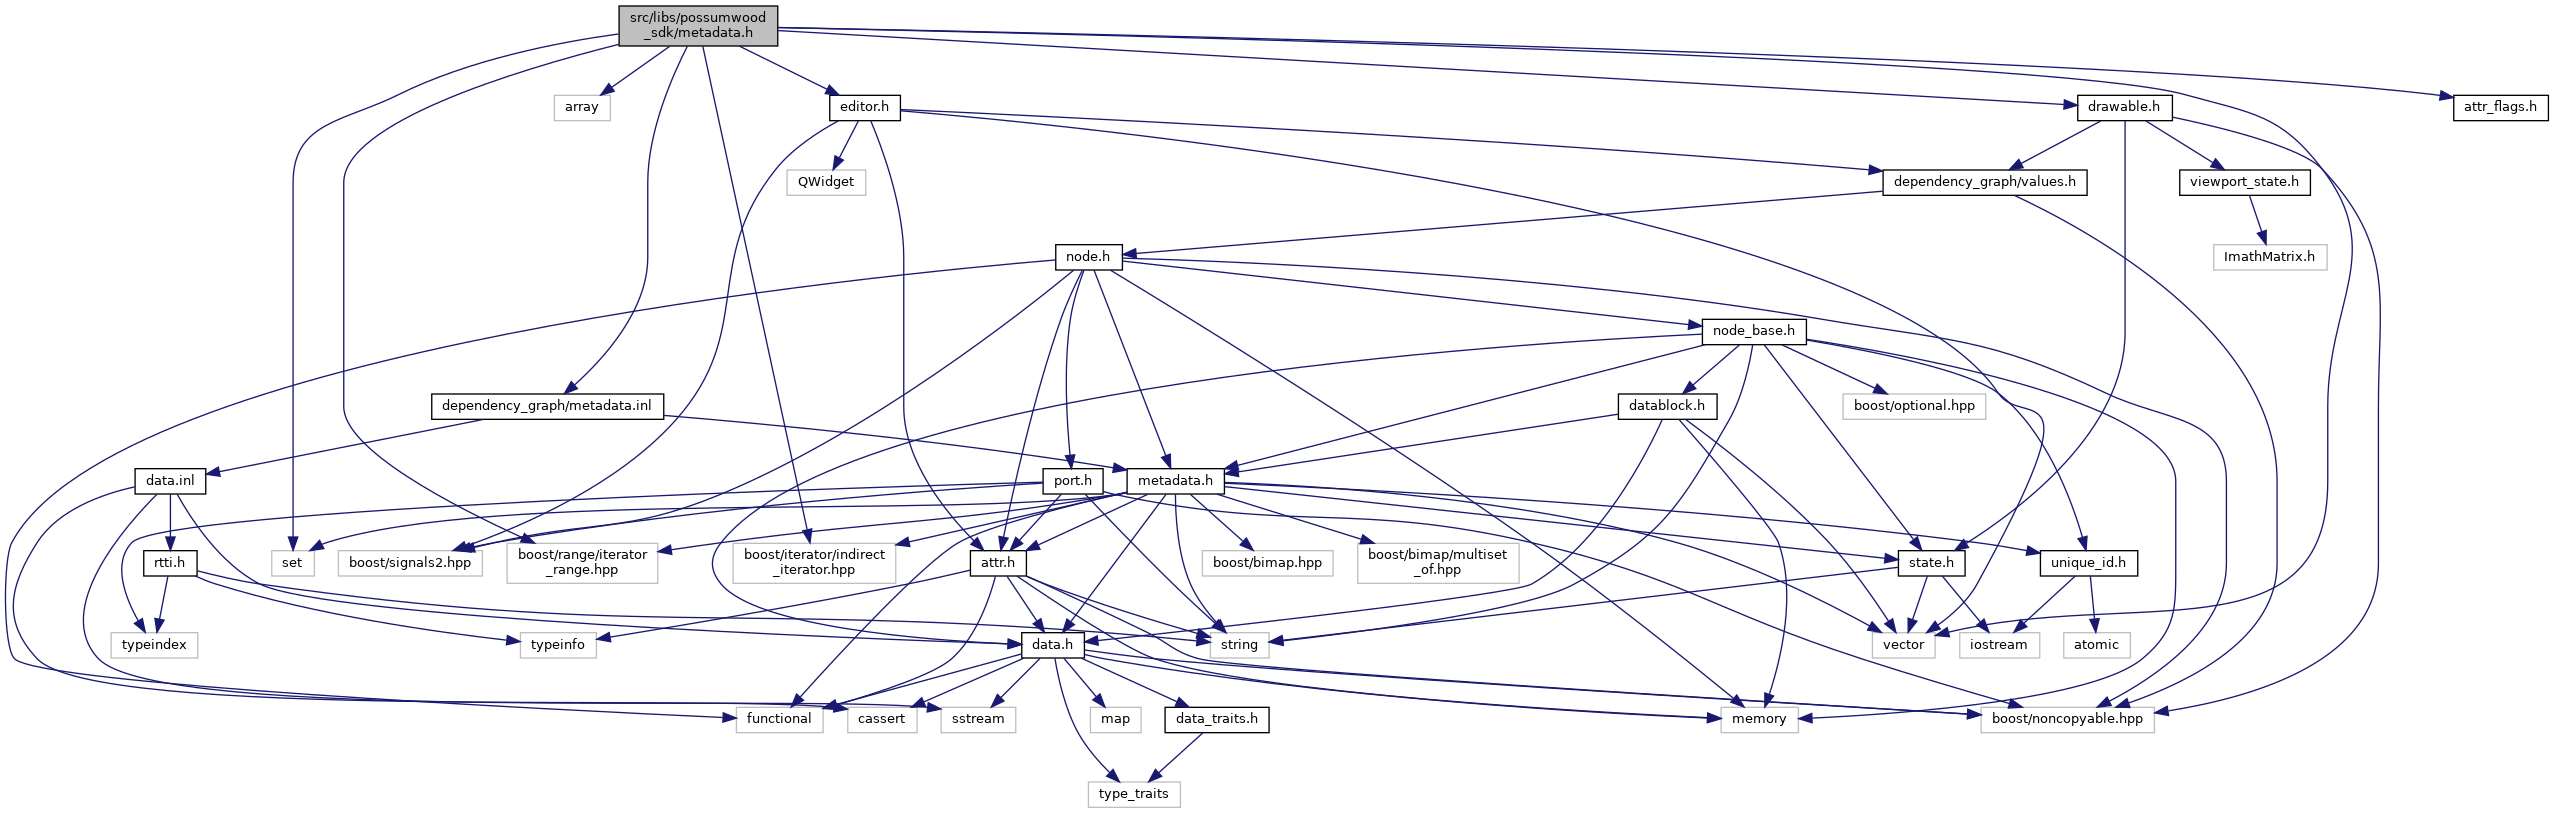 src/libs/possumwood
_sdk/metadata.h
array
editor.h
drawable.h
attr_flags.h
QWidget
dependency_graph/values.h
viewport_state.h
node.h
ImathMatrix.h
node_base.h
dependency_graph/metadata.inl
datablock.h
boost/optional.hpp
data.inl
port.h
metadata.h
rtti.h
set
boost/signals2.hpp
boost/range/iterator
_range.hpp
boost/iterator/indirect
_iterator.hpp
attr.h
boost/bimap.hpp
boost/bimap/multiset
_of.hpp
state.h
unique_id.h
typeindex
typeinfo
data.h
string
vector
iostream
atomic
functional
cassert
sstream
map
data_traits.h
memory
boost/noncopyable.hpp
type_traits